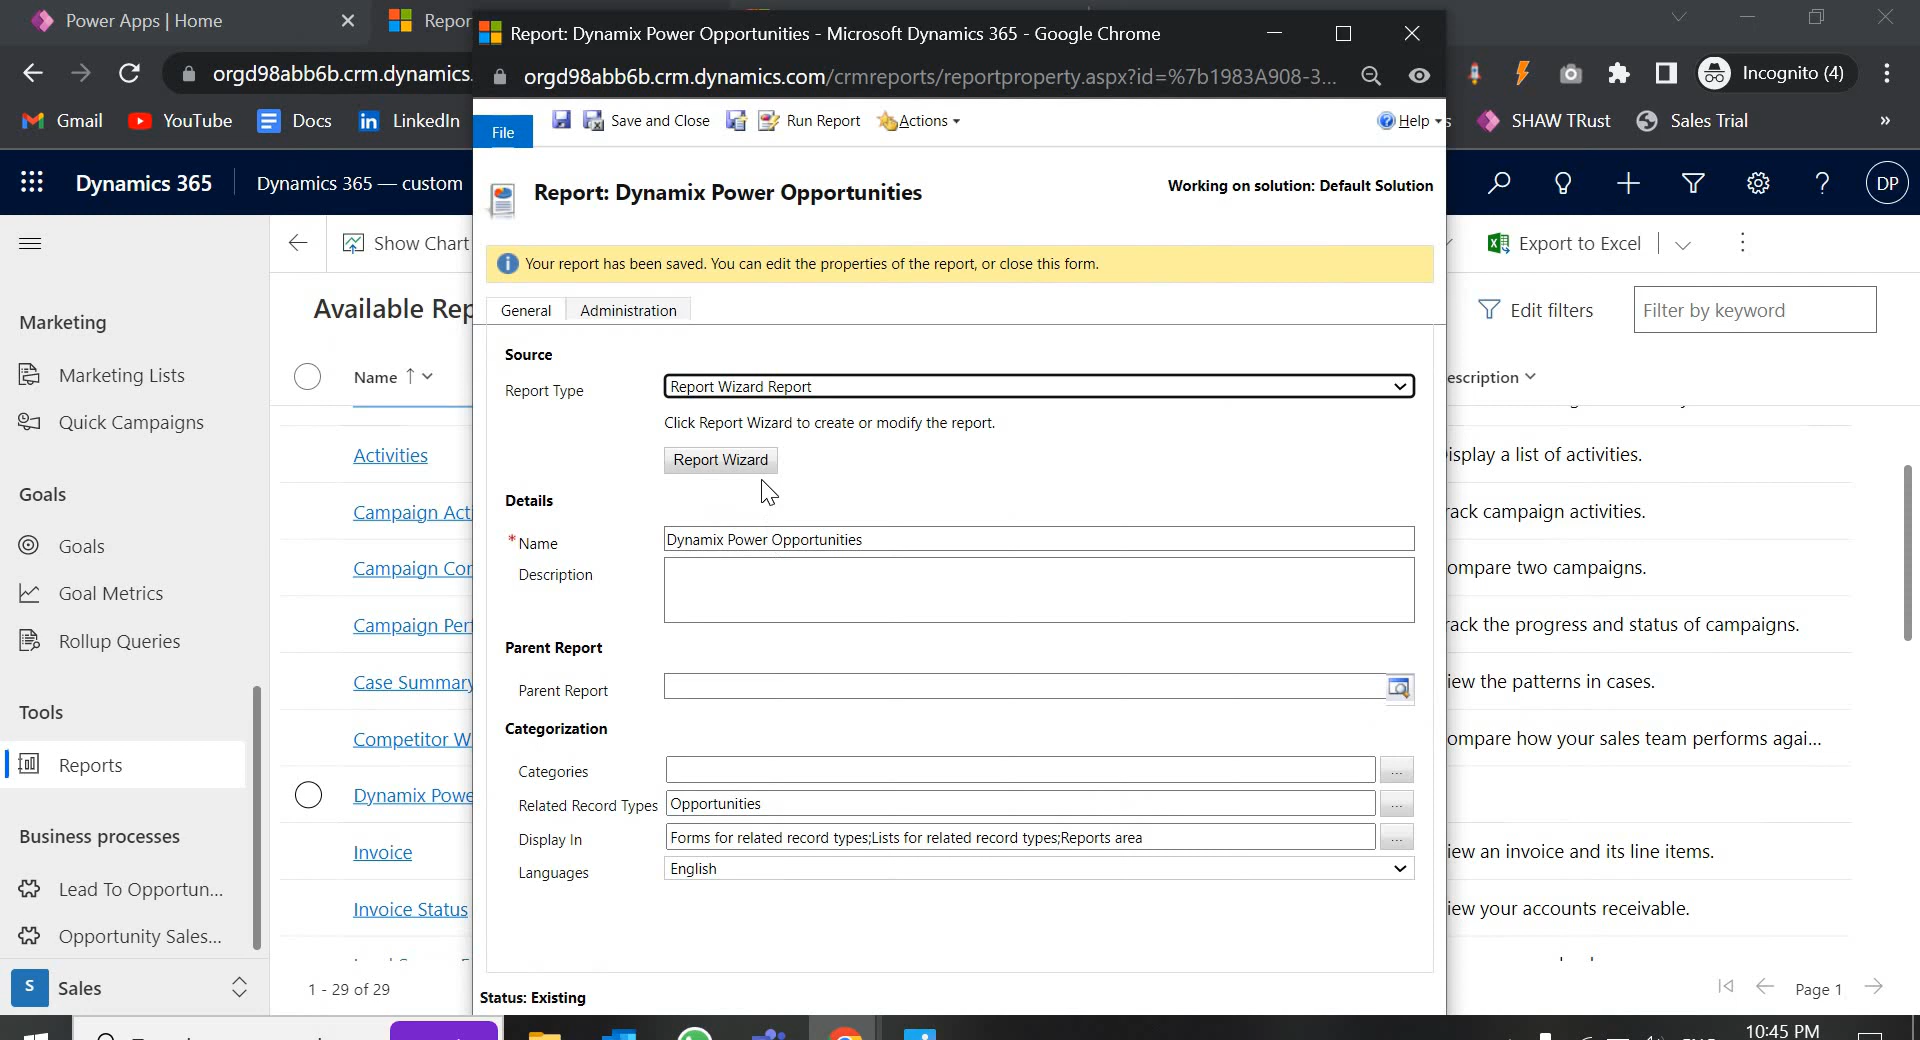 Power Apps | Home
Repor
Report: Dynamix Power Opportunities - Microsoft Dynamics 365 - Google Chrome
orgd98abb6b.crm.dynamics.
orgd98abb6b.crm.dynamics.com/crmreports/reportproperty.aspx?id=%7b1983A908-3...
Incognito (4)
Gmail
YouTube
Docs
LinkedIn
SHAW TRust
Sales Trial
»
File
Save and Close
Run Report
Actions
Help
s
Dynamics 365
Dynamics 365 — custom
Report: Dynamix Power Opportunities
Working on solution: Default Solution
DP
Show Chart
Export to Excel
Your report has been saved. You can edit the properties of the report, or close this form.
Available Rep
General
Administration
Edit filters
Filter by keyword
Marketing
Marketing Lists
Quick Campaigns
Goals
Goals
Goal Metrics
Rollup Queries
Tools
Reports
Business processes
Lead To Opportun...
Opportunity Sales...
S
Sales
Name
Activities
Campaign Act
Campaign Cor
Campaign Per
Case Summary
Competitor W
Dynamix Powe
Invoice
Invoice Status
1 - 29 of 29
Source
Report Type
Report Wizard Report
Click Report Wizard to create or modify the report.
Report Wizard
Details
* Name
Dynamix Power Opportunities
Description
Parent Report
Parent Report
Categorization
Categories
...
Related Record Types
Opportunities
...
Display In
Forms for related record types;Lists for related record types;Reports area
...
Languages
English
Status: Existing
escription
isplay a list of activities.
rack campaign activities.
ompare two campaigns.
rack the progress and status of campaigns.
iew the patterns in cases.
ompare how your sales team performs agai...
iew an invoice and its line items.
iew your accounts receivable.
Page 1
10:45 PM